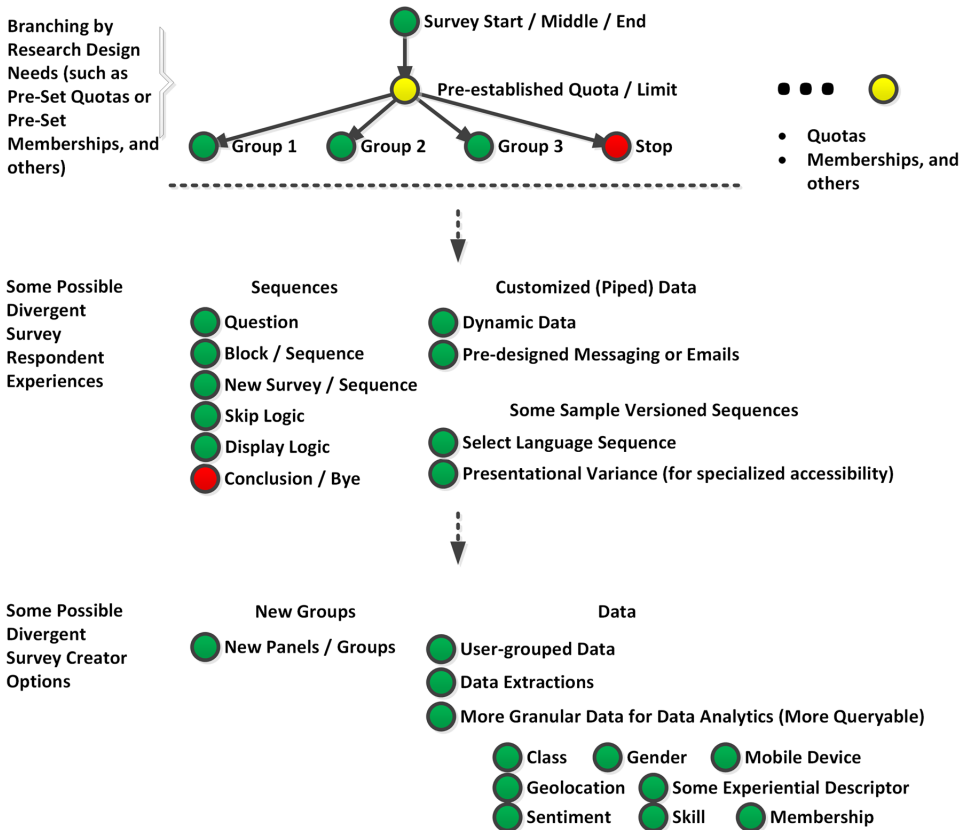 Branching by
Research Design
Needs (such as
Pre-Set Quotas or
Pre-Set
Memberships, and
others)
Survey Start / Middle / End
Pre-established Quota / Limit
Group 1
Group 2
Group 3
Stop
• Quotas
• Memberships, and
others
Some Possible
Divergent
Survey
Respondent
Experiences
Sequences
Question
Block / Sequence
New Survey / Sequence
Skip Logic
Display Logic
Conclusion / Bye
Customized (Piped) Data
Dynamic Data
Pre-designed Messaging or Emails
Some Sample Versioned Sequences
Select Language Sequence
Presentational Variance (for specialized accessibility)
Some Possible
Divergent
Survey Creator
Options
New Groups
New Panels / Groups
Data
User-grouped Data
Data Extractions
More Granular Data for Data Analytics (More Queryable)
Class
Gender
Mobile Device
Geolocation
Some Experiential Descriptor
Sentiment
Skill
Membership